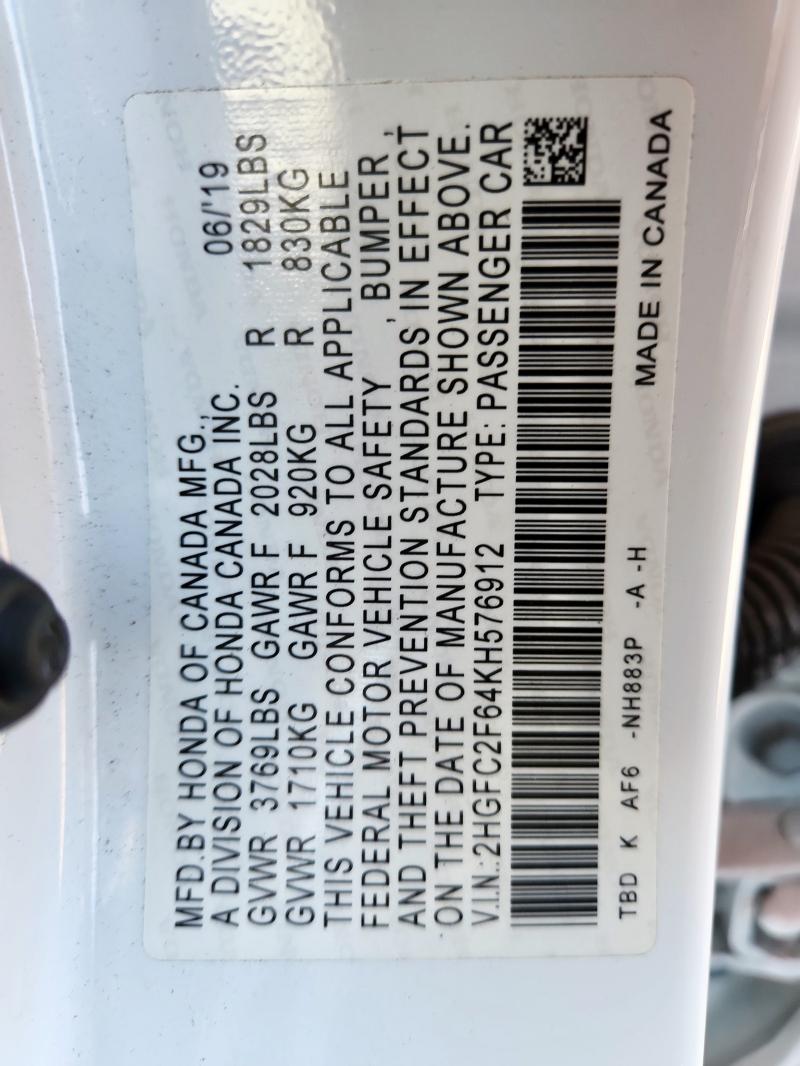 MFD.BY HONDA OF CANADA MFG., 06/'19
A DIVISION OF HONDA CANADA INC.
GVWR 3769LBS GAWR F 2028LBS R 1829LBS
GVWR 1710KG GAWR F 920KG R 830KG
THIS VEHICLE CONFORMS TO ALL APPLICABLE
FEDERAL MOTOR VEHICLE SAFETY , BUMPER ,
AND THEFT PREVENTION STANDARDS IN EFFECT
ON THE DATE OF MANUFACTURE SHOWN ABOVE.
V.I.N.:2HGFC2F64KH576912 TYPE: PASSENGER CAR
TBD K AF6 -NH883P -A -H
MADE IN CANADA